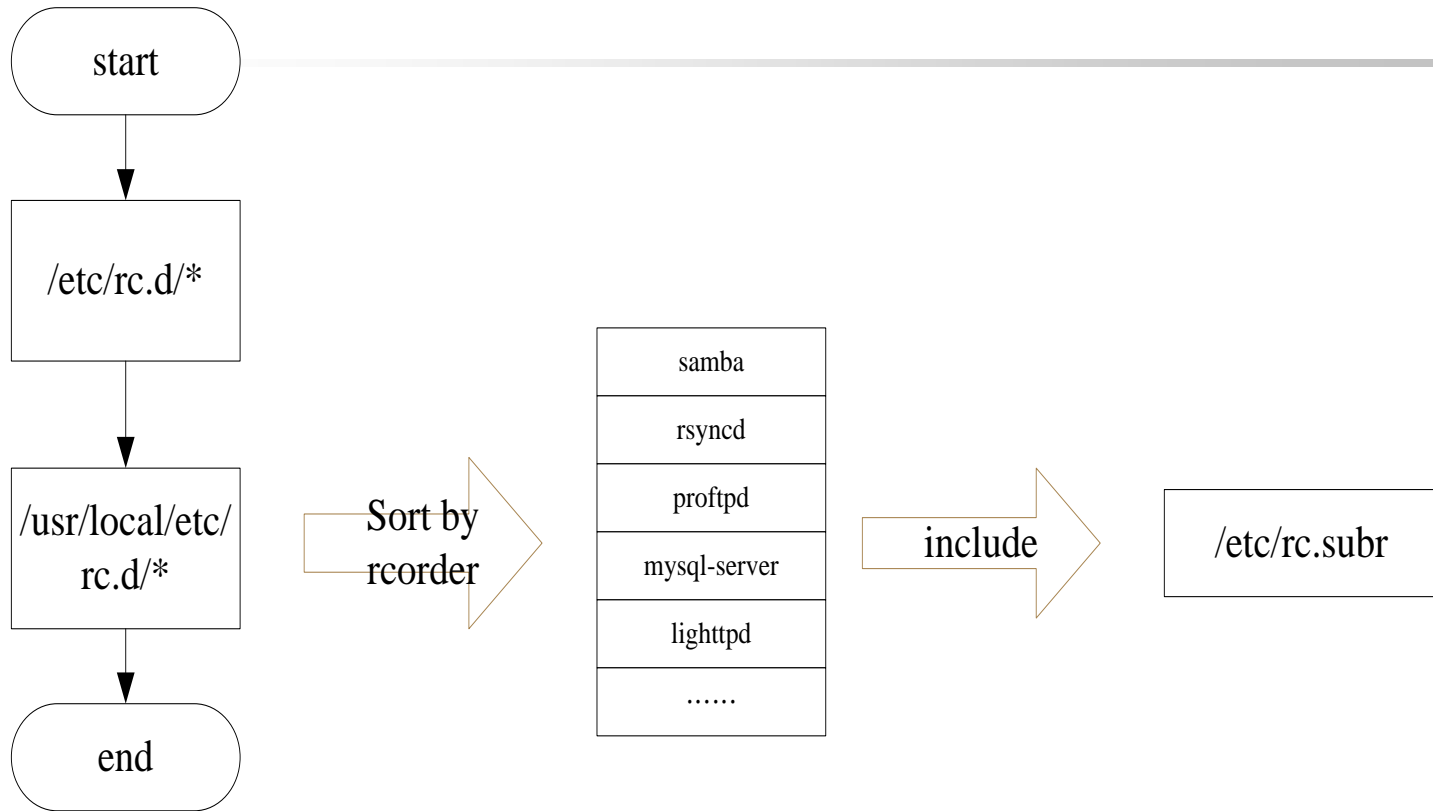 start
/etc/rc.d/*
/usr/local/etc/
rc.d/*
end
Sort by
rcorder
samba
rsyncd
proftpd
mysql-server
lighttpd
……
include
/etc/rc.subr